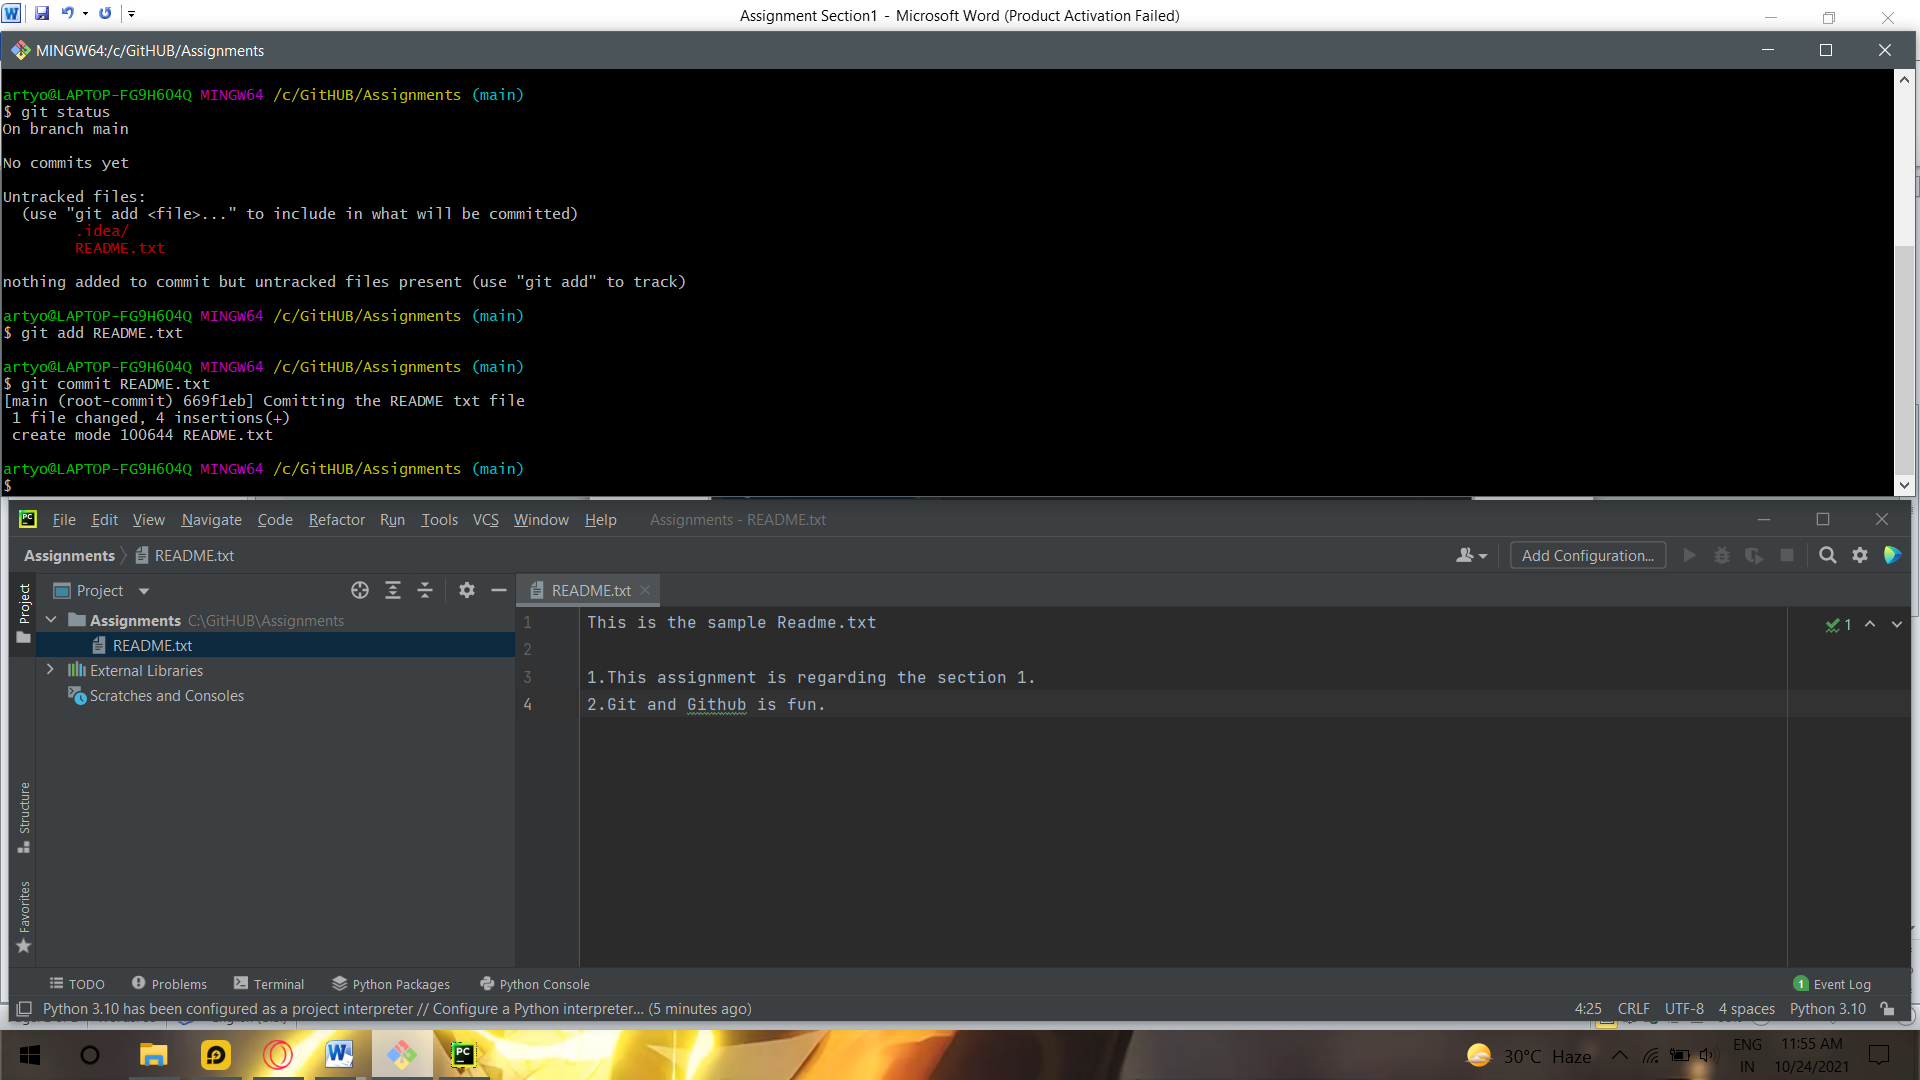 Assignment Section1 - Microsoft Word (Product Activation Failed)
MINGW64:/c/GitHUB/Assignments
artyo@LAPTOP-FG9H6O4Q MINGW64 /c/GitHUB/Assignments (main)
$ git status
On branch main
No commits yet
Untracked files:
(use "git add <file>..." to include in what will be committed)
.idea/
README.txt
nothing added to commit but untracked files present (use "git add" to track)
artyo@LAPTOP-FG9H6O4Q MINGW64 /c/GitHUB/Assignments (main)
$ git add README.txt
artyo@LAPTOP-FG9H6O4Q MINGW64 /c/GitHUB/Assignments (main)
$ git commit README.txt
[main (root-commit) 669f1eb] Comitting the README txt file
1 file changed, 4 insertions(+)
create mode 100644 README.txt
artyo@LAPTOP-FG9H6O4Q MINGW64 /c/GitHUB/Assignments (main)
$
PC File Edit View Navigate Code Refactor Run Tools VCS Window Help Assignments - README.txt
Assignments README.txt Add Configuration...
Project Project README.txt
Assignments C:\GitHUB\Assignments
README.txt
External Libraries
Scratches and Consoles
1 This is the sample Readme.txt 1
2
3 1.This assignment is regarding the section 1.
4 2.Git and Github is fun.
Structure
Favorites
TODO Problems Terminal Python Packages Python Console 1 Event Log
Python 3.10 has been configured as a project interpreter // Configure a Python interpreter... (5 minutes ago) 4:25 CRLF UTF-8 4 spaces Python 3.10
30°C Haze ENG 11:55 AM
IN 10/24/2021